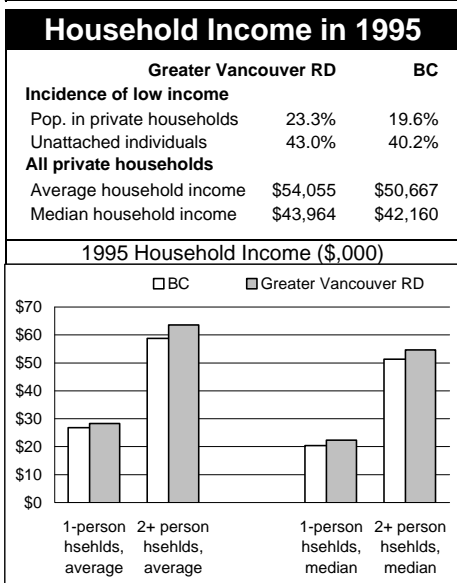 Household Income in 1995
Greater Vancouver RD BC
Incidence of low income
Pop. in private households 23.3% 19.6%
Unattached individuals 43.0% 40.2%
All private households
Average household income $54,055 $50,667
Median household income $43,964 $42,160
1995 Household Income ($,000)
BC Greater Vancouver RD
$70
$60
$50
$40
$30
$20
$10
$0
1-person 2+ person 1-person 2+ person
hsehlds, hsehlds, hsehlds, hsehlds,
average average median median